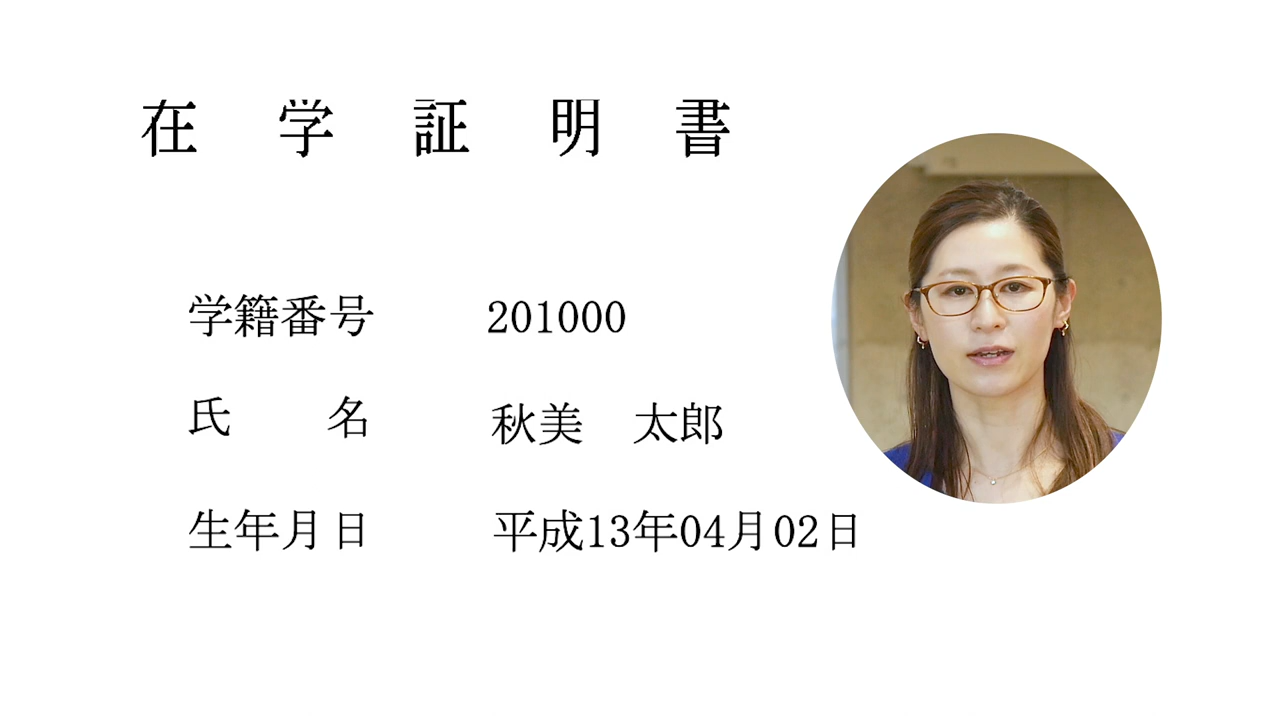 在学証明書
学籍番号 201000
氏名 秋美 太郎
生年月日 平成13年04月02日